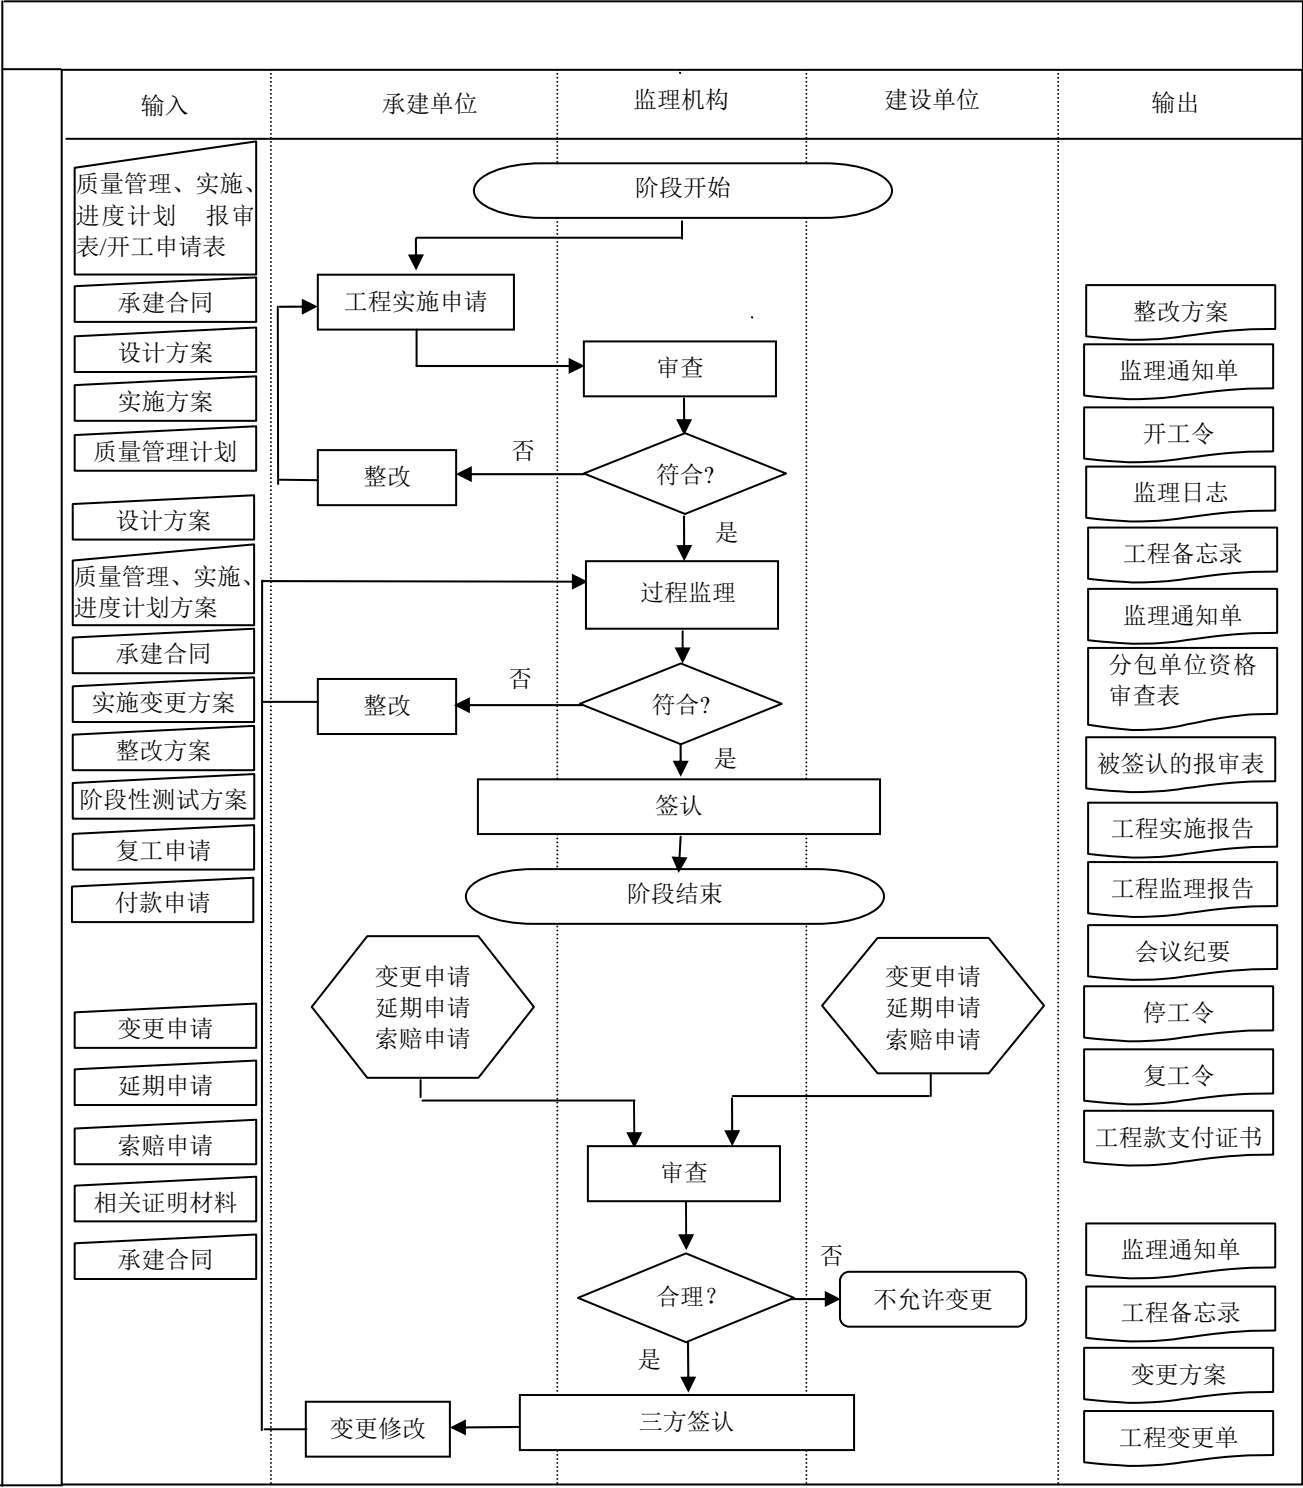 输入
承建单位
监理机构
建设单位
输出
质量管理、实施、
进度计划 报审
表/开工申请表
承建合同
设计方案
实施方案
质量管理计划
设计方案
质量管理、实施、
进度计划方案
承建合同
实施变更方案
整改方案
阶段性测试方案
复工申请
付款申请
变更申请
延期申请
索赔申请
相关证明材料
承建合同
阶段开始
工程实施申请
审查
符合?
否
整改
是
过程监理
符合?
否
整改
是
签认
阶段结束
变更申请
延期申请
索赔申请
变更申请
延期申请
索赔申请
审查
合理?
否
不允许变更
是
三方签认
变更修改
整改方案
监理通知单
开工令
监理日志
工程备忘录
监理通知单
分包单位资格
审查表
被签认的报审表
工程实施报告
工程监理报告
会议纪要
停工令
复工令
工程款支付证书
监理通知单
工程备忘录
变更方案
工程变更单